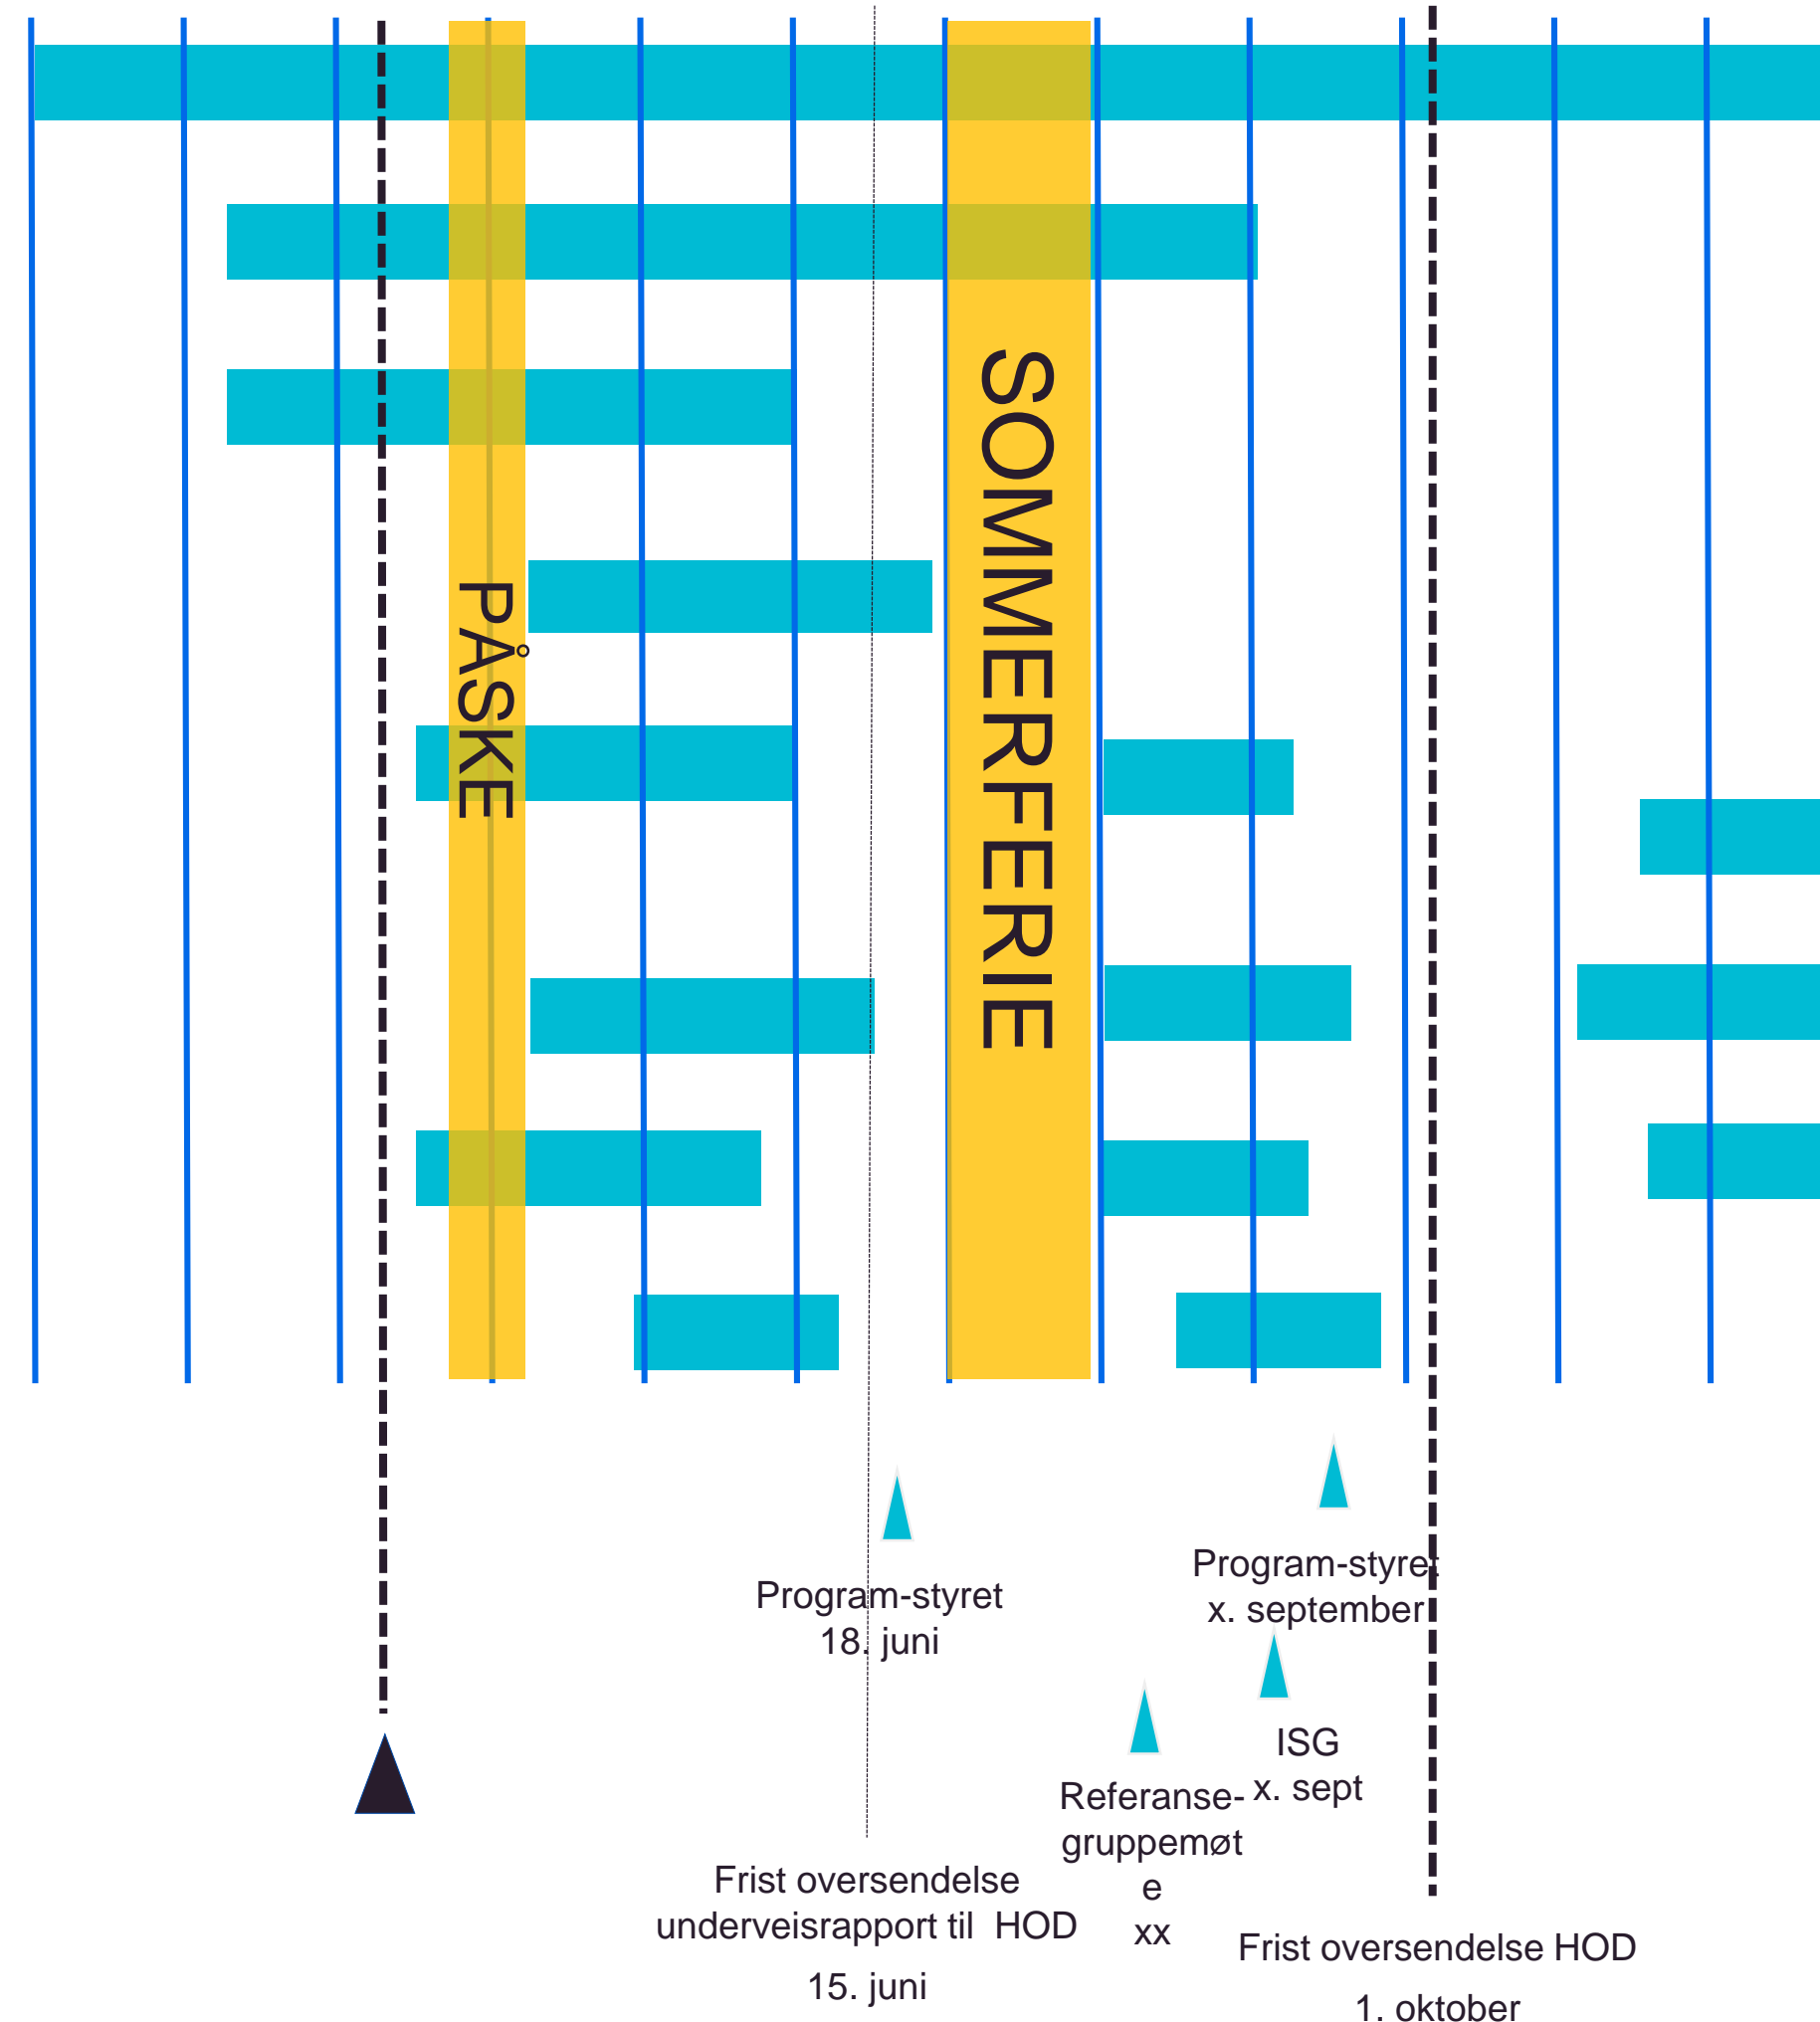 PÅSKE
SOMMERFERIE
Program-styret
18. juni
Program-styret
x. september
ISG
x. sept
Referanse-
gruppemøt
e
xx
Frist oversendelse
underveisrapport til  HOD
15. juni
Frist oversendelse HOD
1. oktober